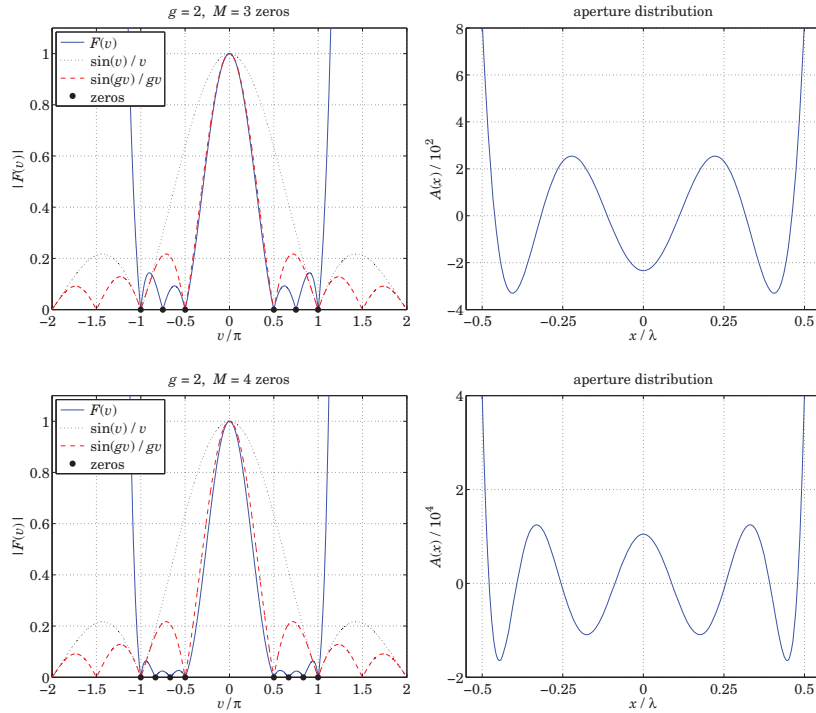 g = 2, M = 3 zeros
F(v)
sin(v) / v
sin(gv) / gv
zeros
|F(v)|
1
0.8
0.6
0.4
0.2
0
−2 −1.5 −1 −0.5 0 0.5 1 1.5 2
v/π
aperture distribution
A(x) / 10²
8
6
4
2
0
−2
−4
−0.5 −0.25 0 0.25 0.5
x/λ
g = 2, M = 4 zeros
F(v)
sin(v) / v
sin(gv) / gv
zeros
|F(v)|
1
0.8
0.6
0.4
0.2
0
−2 −1.5 −1 −0.5 0 0.5 1 1.5 2
v/π
aperture distribution
A(x) / 10⁴
4
2
0
−2
−0.5 −0.25 0 0.25 0.5
x/λ